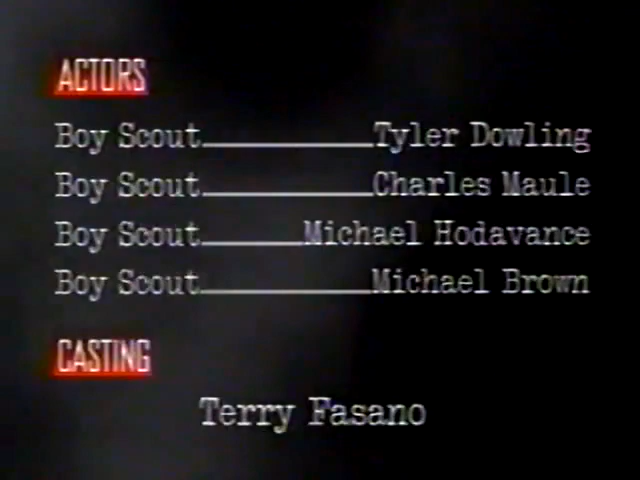 ACTORS
Boy Scout Tyler Dowling
Boy Scout Charles Maule
Boy Scout Michael Hodavance
Boy Scout Michael Brown
CASTING
Terry Fasano